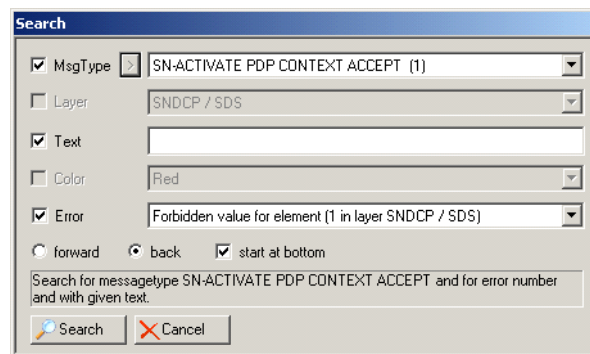 Search
MsgType > SN-ACTIVATE PDP CONTEXT ACCEPT (1)
Layer SNDCP / SDS
Text
Color Red
Error Forbidden value for element (1 in layer SNDCP / SDS)
forward back start at bottom
Search for messagetype SN-ACTIVATE PDP CONTEXT ACCEPT and for error number
and with given text.
Search Cancel